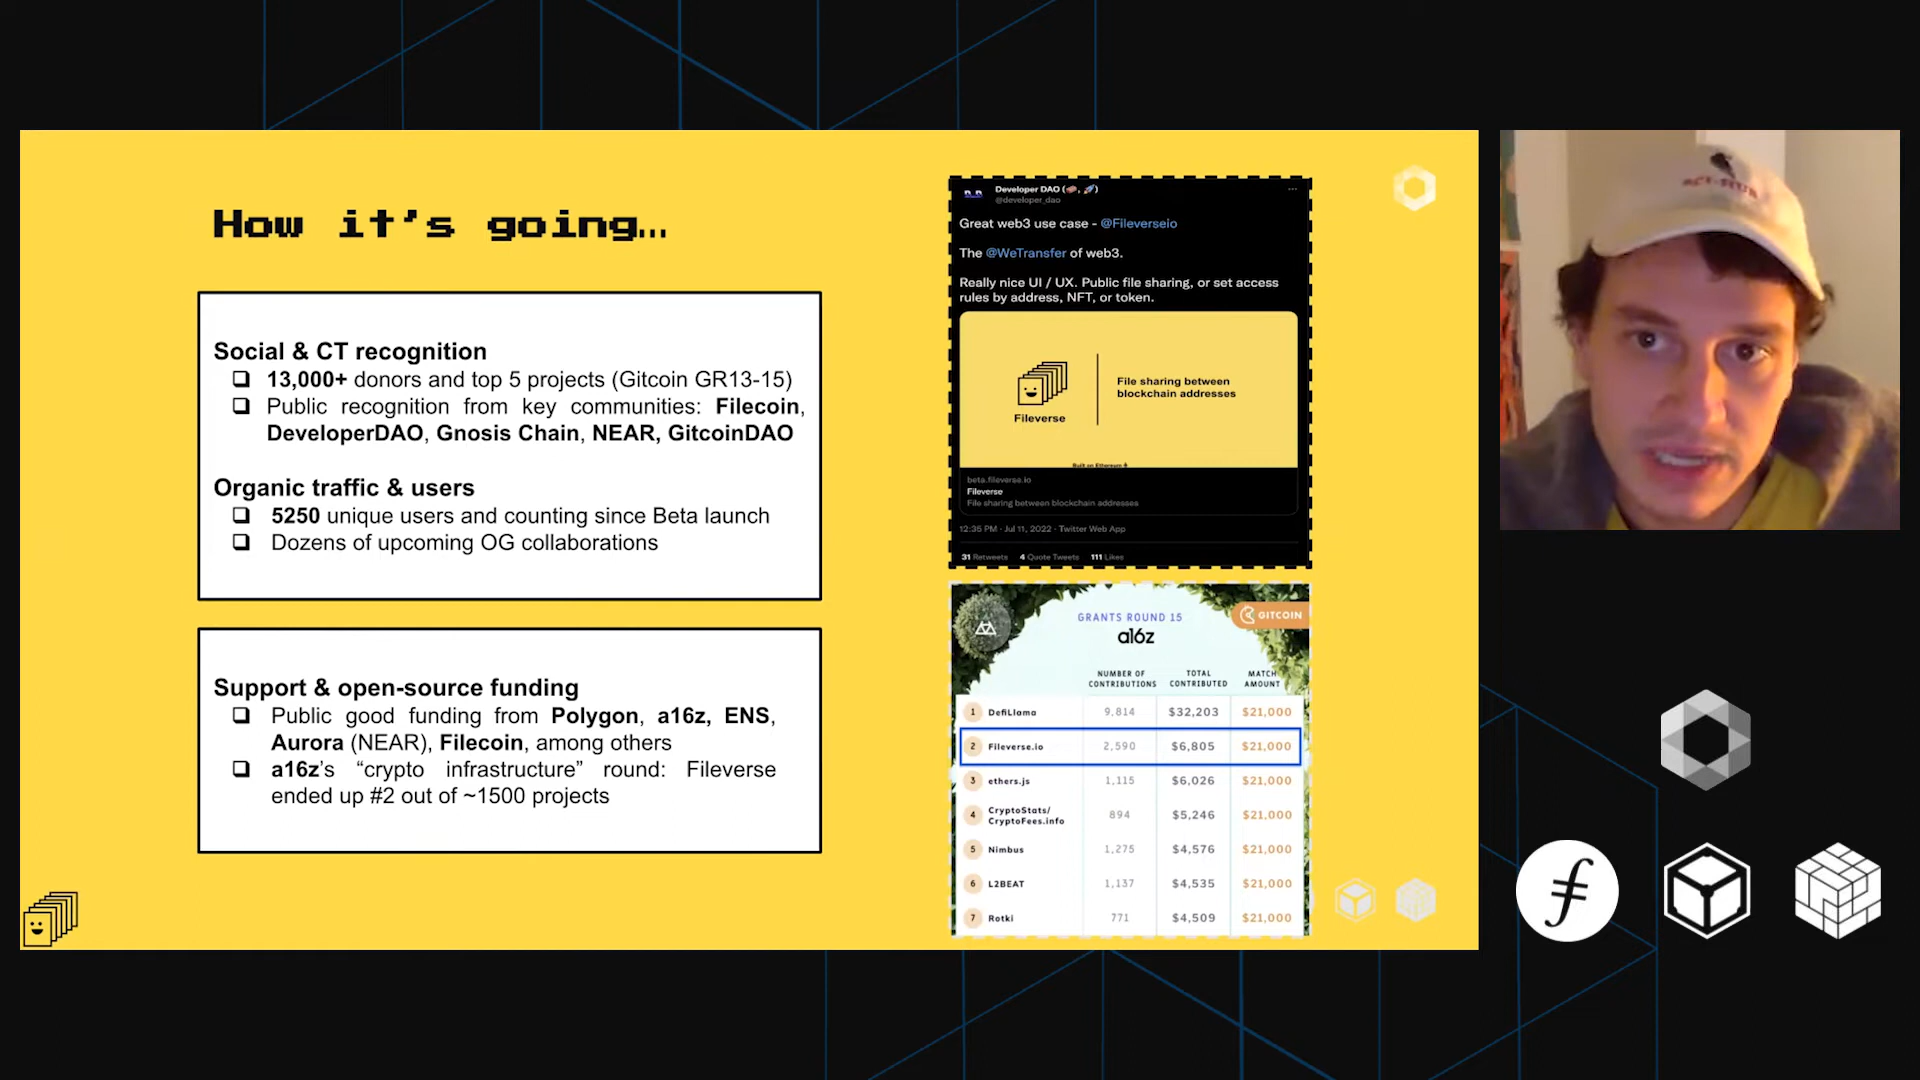 How it's going...
Social & CT recognition
13,000+ donors and top 5 projects (Gitcoin GR13-15)
Public recognition from key communities: Filecoin,
DeveloperDAO, Gnosis Chain, NEAR, GitcoinDAO
Organic traffic & users
5250 unique users and counting since Beta launch
Dozens of upcoming OG collaborations
Support & open-source funding
Public good funding from Polygon, a16z, ENS,
Aurora (NEAR), Filecoin, among others
a16z's “crypto infrastructure” round: Fileverse
ended up #2 out of ~1500 projects
Developer DAO (🧱, 🚀)
@developer_dao
Great web3 use case - @Fileverseio
The @WeTransfer of web3.
Really nice UI / UX. Public file sharing, or set access
rules by address, NFT, or token.
Fileverse
File sharing between
blockchain addresses
Built on Ethereum
beta.fileverse.io
Fileverse
File sharing between blockchain addresses
12:35 PM · Jul 11, 2022 · Twitter Web App
31 Retweets 4 Quote Tweets 111 Likes
GRANTS ROUND 15
a16z
GITCOIN
NUMBER OF CONTRIBUTIONS TOTAL CONTRIBUTED MATCH AMOUNT
1 DefiLlama 9,814 $32,203 $21,000
2 Fileverse.io 2,590 $6,805 $21,000
3 ethers.js 1,115 $6,026 $21,000
4 CryptoStats/ CryptoFees.info 894 $5,246 $21,000
5 Nimbus 1,275 $4,576 $21,000
6 L2BEAT 1,137 $4,535 $21,000
7 Rotki 771 $4,509 $21,000